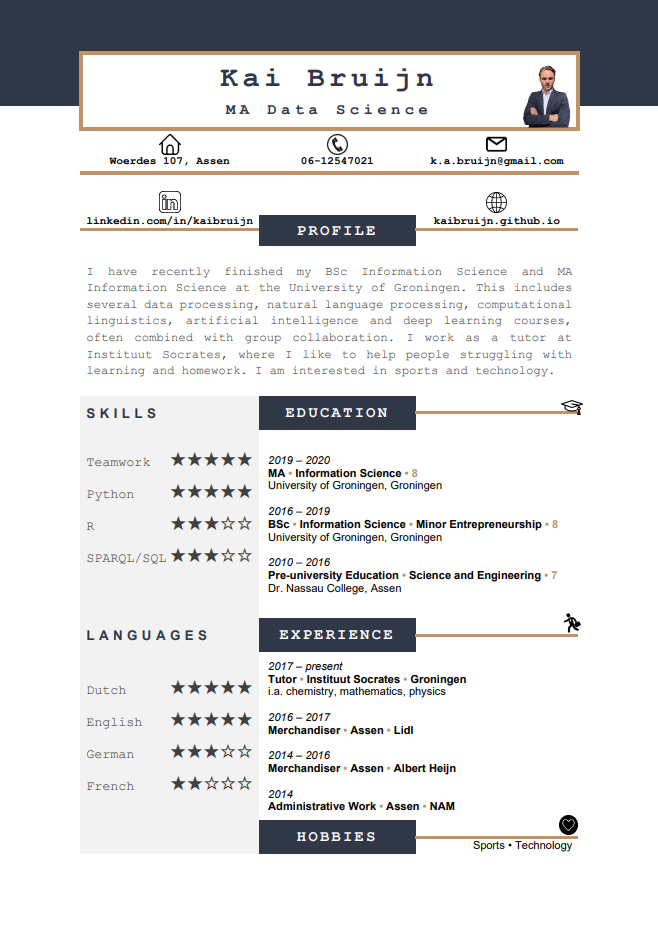 Kai Bruijn
MA Data Science
Woerdes 107, Assen
06-12547021
k.a.bruijn@gmail.com
in
linkedin.com/in/kaibruijn
kaibruijn.github.io
PROFILE
I have recently finished my BSc Information Science and MA
Information Science at the University of Groningen. This includes
several data processing, natural language processing, computational
linguistics, artificial intelligence and deep learning courses,
often combined with group collaboration. I work as a tutor at
Instituut Socrates, where I like to help people struggling with
learning and homework. I am interested in sports and technology.
SKILLS
Teamwork ★★★★★
Python ★★★★★
R ★★★☆☆
SPARQL/SQL ★★★☆☆
LANGUAGES
Dutch ★★★★★
English ★★★★★
German ★★★☆☆
French ★★☆☆☆
EDUCATION
2019 – 2020
MA • Information Science • 8
University of Groningen, Groningen
2016 – 2019
BSc • Information Science • Minor Entrepreneurship • 8
University of Groningen, Groningen
2010 – 2016
Pre-university Education • Science and Engineering • 7
Dr. Nassau College, Assen
EXPERIENCE
2017 – present
Tutor • Instituut Socrates • Groningen
i.a. chemistry, mathematics, physics
2016 – 2017
Merchandiser • Assen • Lidl
2014 – 2016
Merchandiser • Assen • Albert Heijn
2014
Administrative Work • Assen • NAM
HOBBIES
Sports • Technology